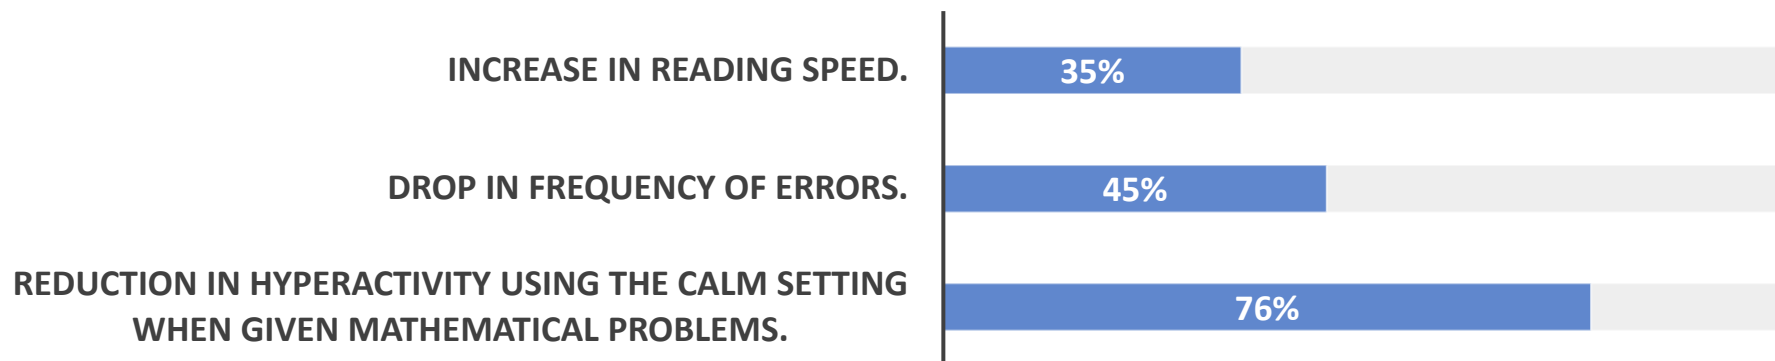 INCREASE IN READING SPEED.
35%
DROP IN FREQUENCY OF ERRORS.
45%
REDUCTION IN HYPERACTIVITY USING THE CALM SETTING
WHEN GIVEN MATHEMATICAL PROBLEMS.
76%